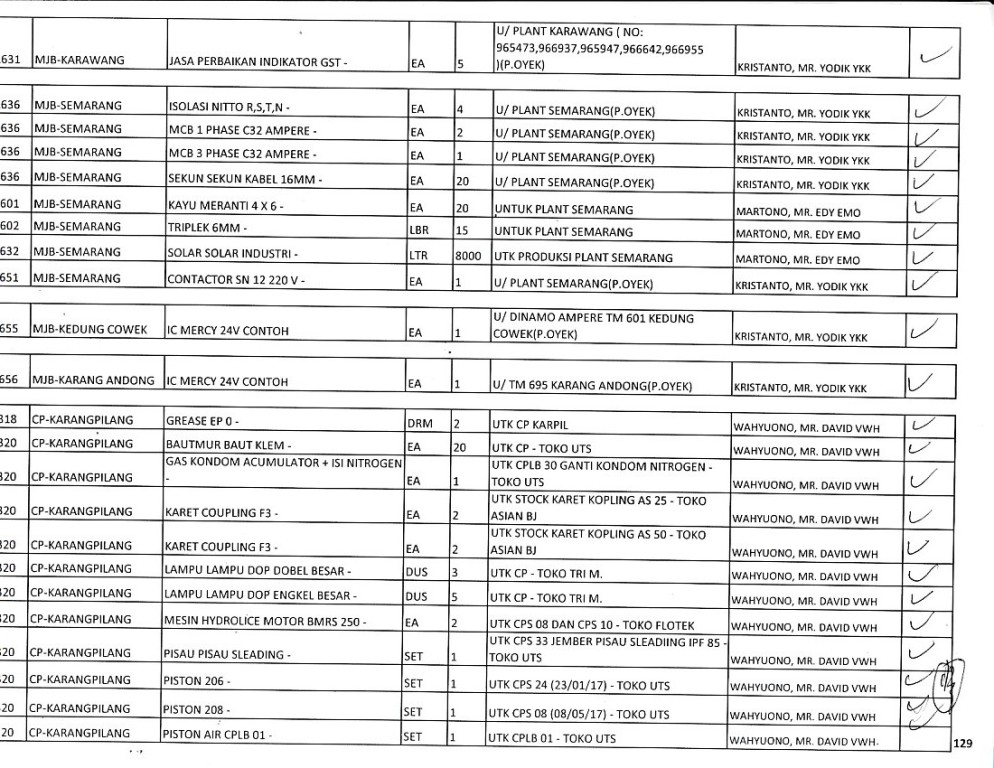 631 MJB-KARAWANG JASA PERBAIKAN INDIKATOR GST - EA 5 U/ PLANT KARAWANG ( NO: 965473,966937,965947,966642,966955 )(P.OYEK) KRISTANTO, MR. YODIK YKK
636 MJB-SEMARANG ISOLASI NITTO R,S,T,N - EA 4 U/ PLANT SEMARANG(P.OYEK) KRISTANTO, MR. YODIK YKK
636 MJB-SEMARANG MCB 1 PHASE C32 AMPERE - EA 2 U/ PLANT SEMARANG(P.OYEK) KRISTANTO, MR. YODIK YKK
636 MJB-SEMARANG MCB 3 PHASE C32 AMPERE - EA 1 U/ PLANT SEMARANG(P.OYEK) KRISTANTO, MR. YODIK YKK
636 MJB-SEMARANG SEKUN SEKUN KABEL 16MM - EA 20 U/ PLANT SEMARANG(P.OYEK) KRISTANTO, MR. YODIK YKK
601 MJB-SEMARANG KAYU MERANTI 4 X 6 - EA 20 UNTUK PLANT SEMARANG MARTONO, MR. EDY EMO
602 MJB-SEMARANG TRIPLEK 6MM - LBR 15 UNTUK PLANT SEMARANG MARTONO, MR. EDY EMO
632 MJB-SEMARANG SOLAR SOLAR INDUSTRI - LTR 8000 UTK PRODUKSI PLANT SEMARANG MARTONO, MR. EDY EMO
651 MJB-SEMARANG CONTACTOR SN 12 220 V - EA 1 U/ PLANT SEMARANG(P.OYEK) KRISTANTO, MR. YODIK YKK
655 MJB-KEDUNG COWEK IC MERCY 24V CONTOH EA 1 U/ DINAMO AMPERE TM 601 KEDUNG COWEK(P.OYEK) KRISTANTO, MR. YODIK YKK
656 MJB-KARANG ANDONG IC MERCY 24V CONTOH EA 1 U/ TM 695 KARANG ANDONG(P.OYEK) KRISTANTO, MR. YODIK YKK
318 CP-KARANGPILANG GREASE EP 0 - DRM 2 UTK CP KARPIL WAHYUONO, MR. DAVID VWH
320 CP-KARANGPILANG BAUTMUR BAUT KLEM - EA 20 UTK CP - TOKO UTS WAHYUONO, MR. DAVID VWH
320 CP-KARANGPILANG GAS KONDOM ACUMULATOR + ISI NITROGEN - EA 1 UTK CPLB 30 GANTI KONDOM NITROGEN - TOKO UTS WAHYUONO, MR. DAVID VWH
320 CP-KARANGPILANG KARET COUPLING F3 - EA 2 UTK STOCK KARET KOPLING AS 25 - TOKO ASIAN BJ WAHYUONO, MR. DAVID VWH
320 CP-KARANGPILANG KARET COUPLING F3 - EA 2 UTK STOCK KARET KOPLING AS 50 - TOKO ASIAN BJ WAHYUONO, MR. DAVID VWH
320 CP-KARANGPILANG LAMPU LAMPU DOP DOBEL BESAR - DUS 3 UTK CP - TOKO TRI M. WAHYUONO, MR. DAVID VWH
320 CP-KARANGPILANG LAMPU LAMPU DOP ENGKEL BESAR - DUS 5 UTK CP - TOKO TRI M. WAHYUONO, MR. DAVID VWH
320 CP-KARANGPILANG MESIN HYDROLICE MOTOR BMRS 250 - EA 2 UTK CPS 08 DAN CPS 10 - TOKO FLOTEK WAHYUONO, MR. DAVID VWH
320 CP-KARANGPILANG PISAU PISAU SLEADING - SET 1 UTK CPS 33 JEMBER PISAU SLEADIING IPF 85 - TOKO UTS WAHYUONO, MR. DAVID VWH
320 CP-KARANGPILANG PISTON 206 - SET 1 UTK CPS 24 (23/01/17) - TOKO UTS WAHYUONO, MR. DAVID VWH
320 CP-KARANGPILANG PISTON 208 - SET 1 UTK CPS 08 (08/05/17) - TOKO UTS WAHYUONO, MR. DAVID VWH
20 CP-KARANGPILANG PISTON AIR CPLB 01 - SET 1 UTK CPLB 01 - TOKO UTS WAHYUONO, MR. DAVID VWH
129